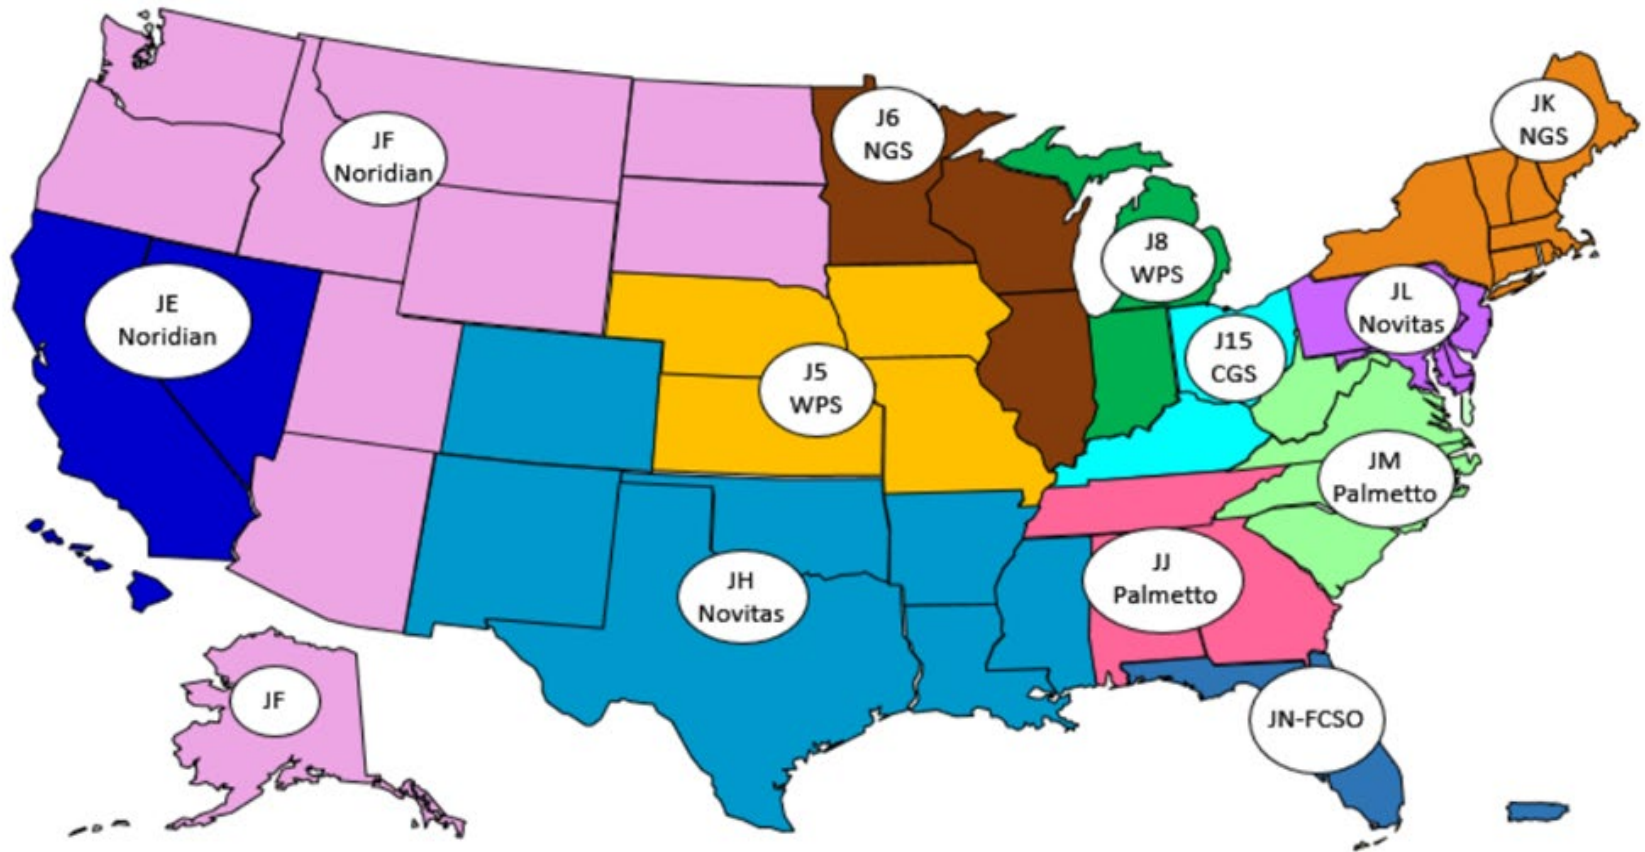 JF
Noridian
J6
NGS
JK
NGS
J8
WPS
JE
Noridian
JL
Novitas
J15
CGS
J5
WPS
JM
Palmetto
JH
Novitas
JJ
Palmetto
JF
JN-FCSO